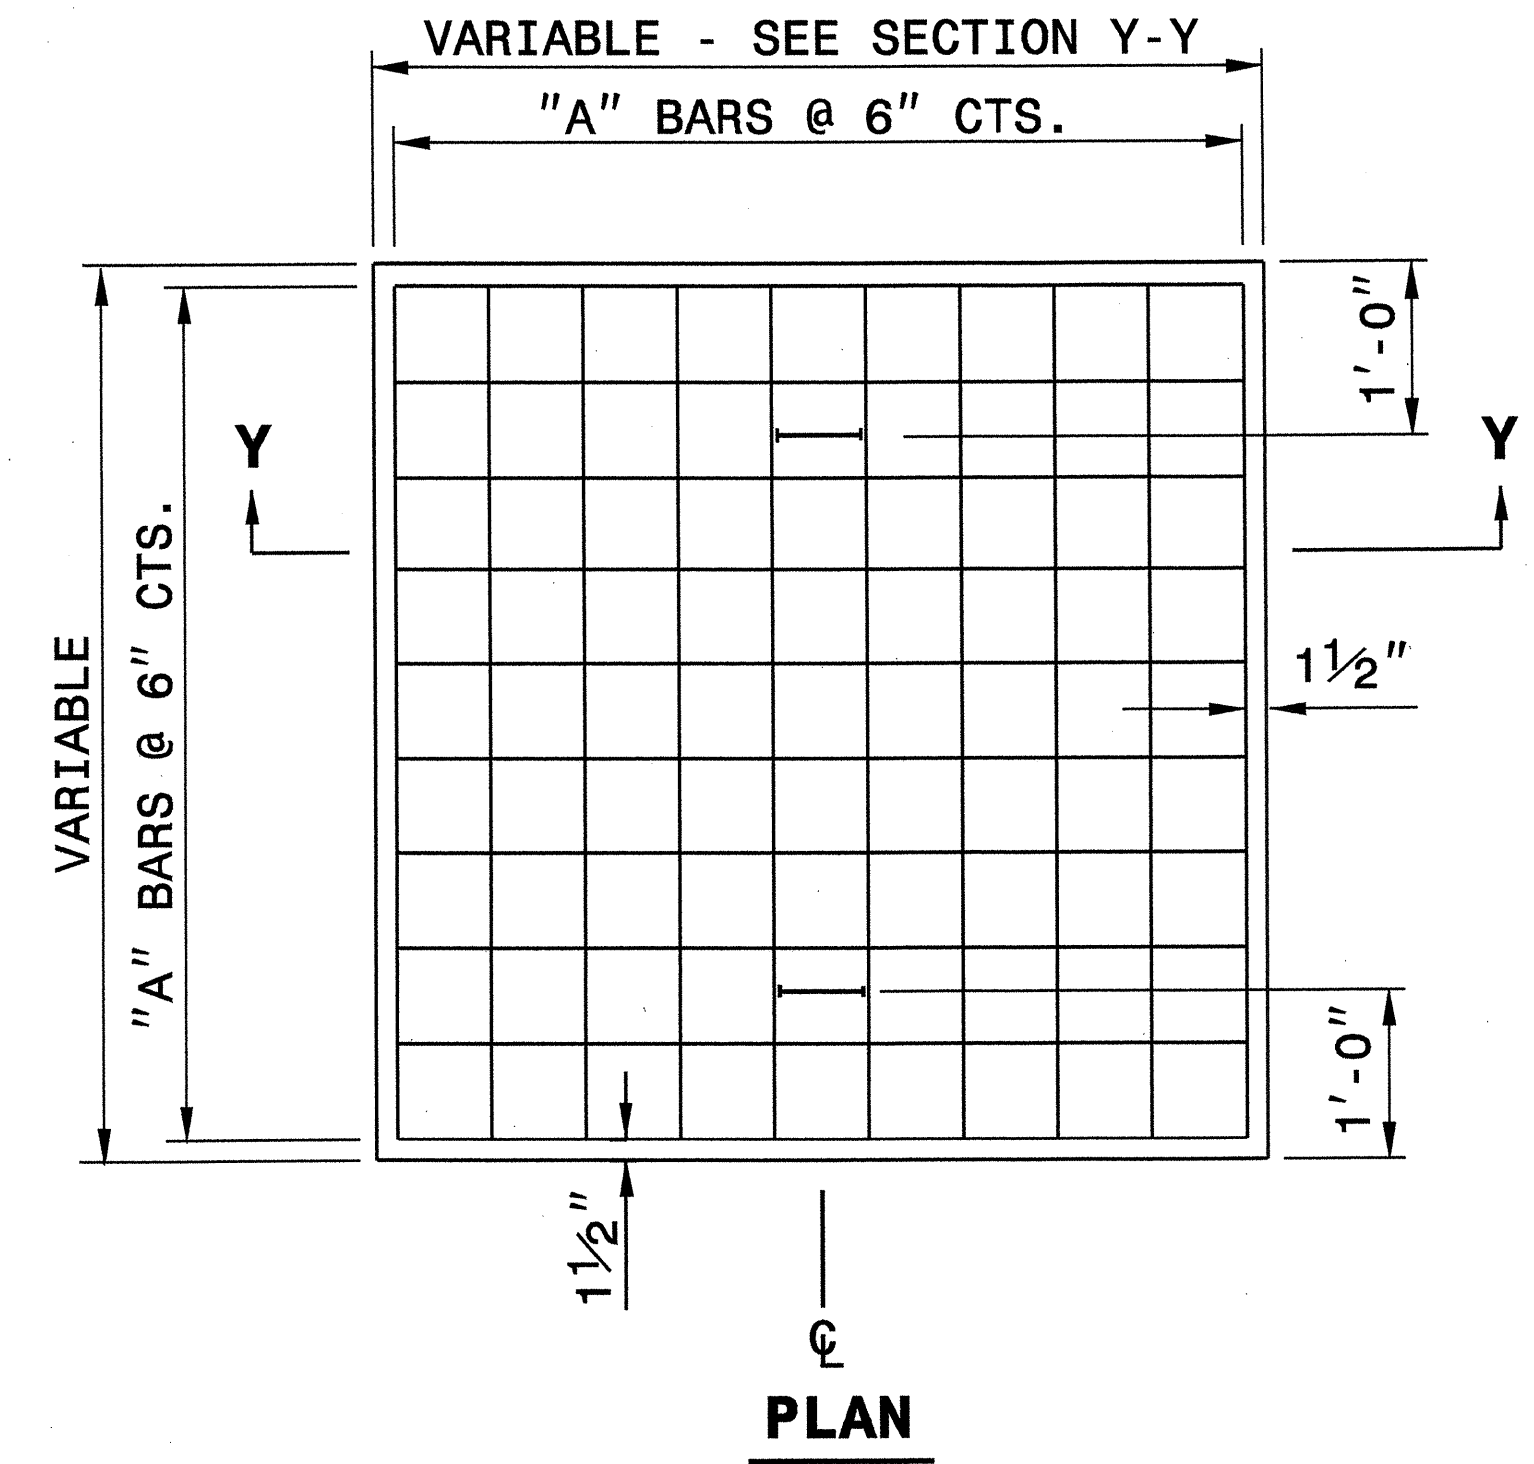 VARIABLE - SEE SECTION Y-Y
"A" BARS @ 6" CTS.
1'-0"
Y
Y
VARIABLE
"A" BARS @ 6" CTS.
1½"
1'-0"
1½"
℄
PLAN